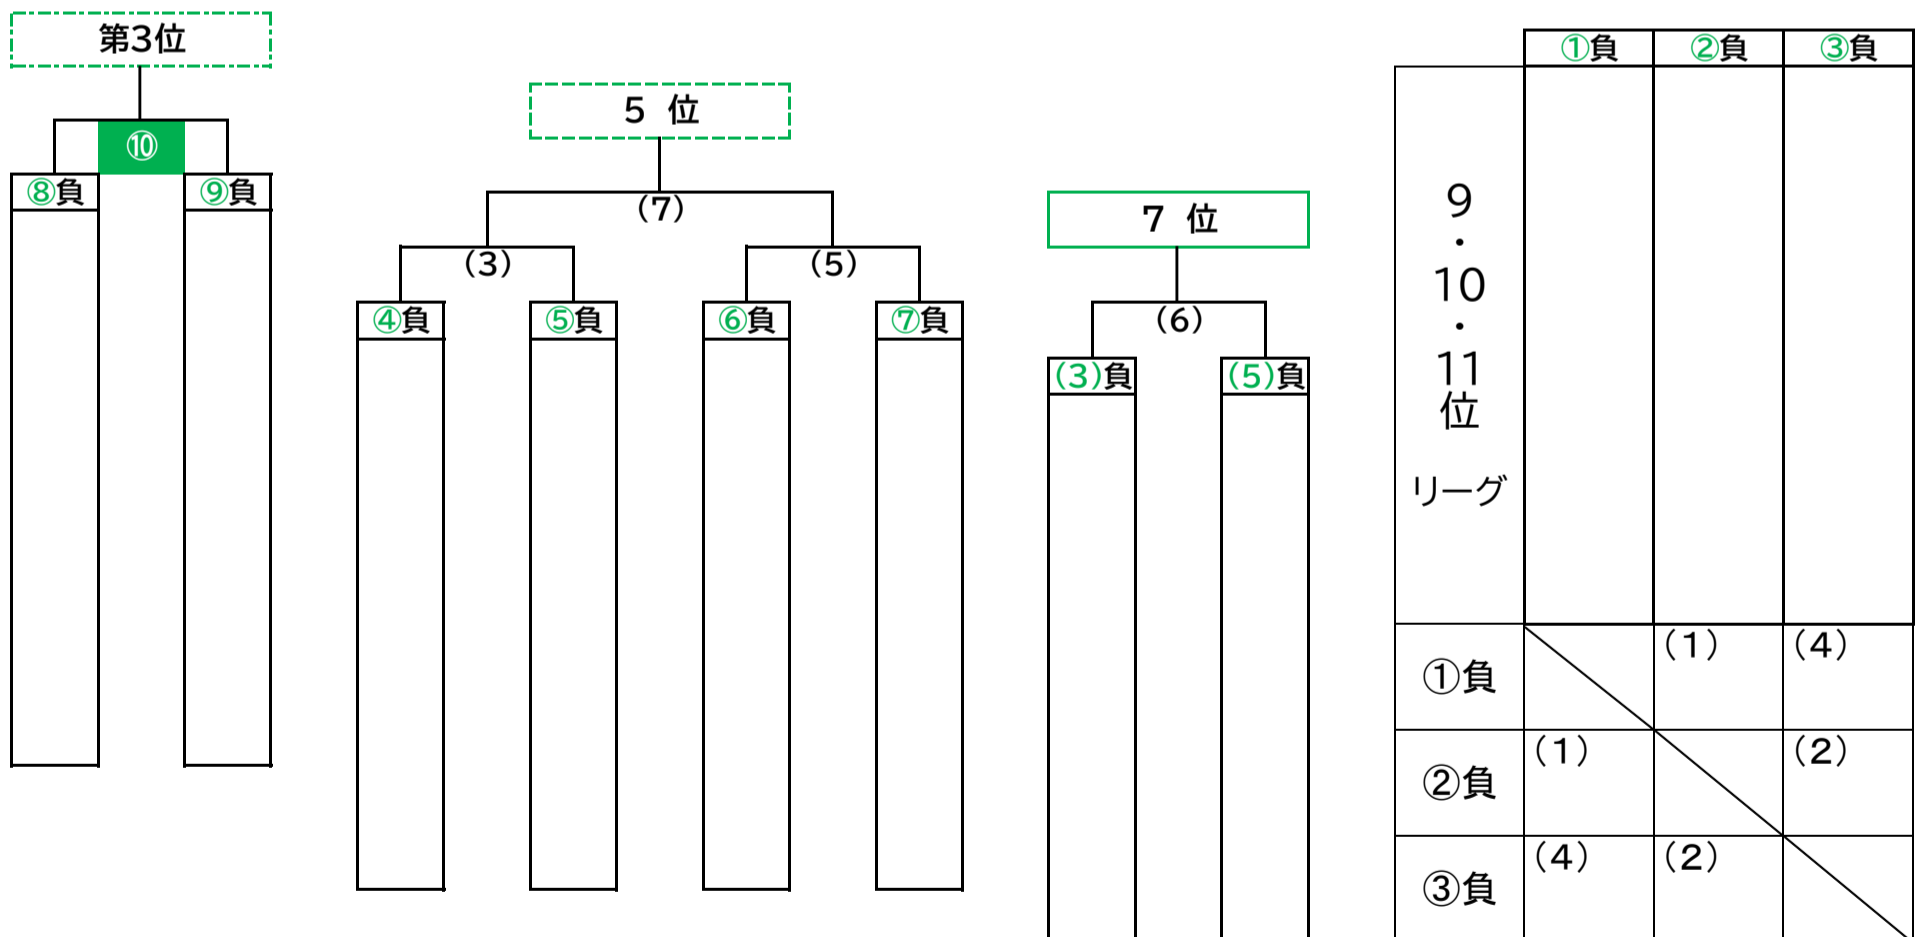 第3位
⑩
⑧負 ⑨負
5 位
(7)
(3) (5)
④負 ⑤負 ⑥負 ⑦負
7 位
(6)
(3)負 (5)負
①負 ②負 ③負
9
・
10
・
11
位
リーグ
①負 (1) (4)
②負 (1) (2)
③負 (4) (2)